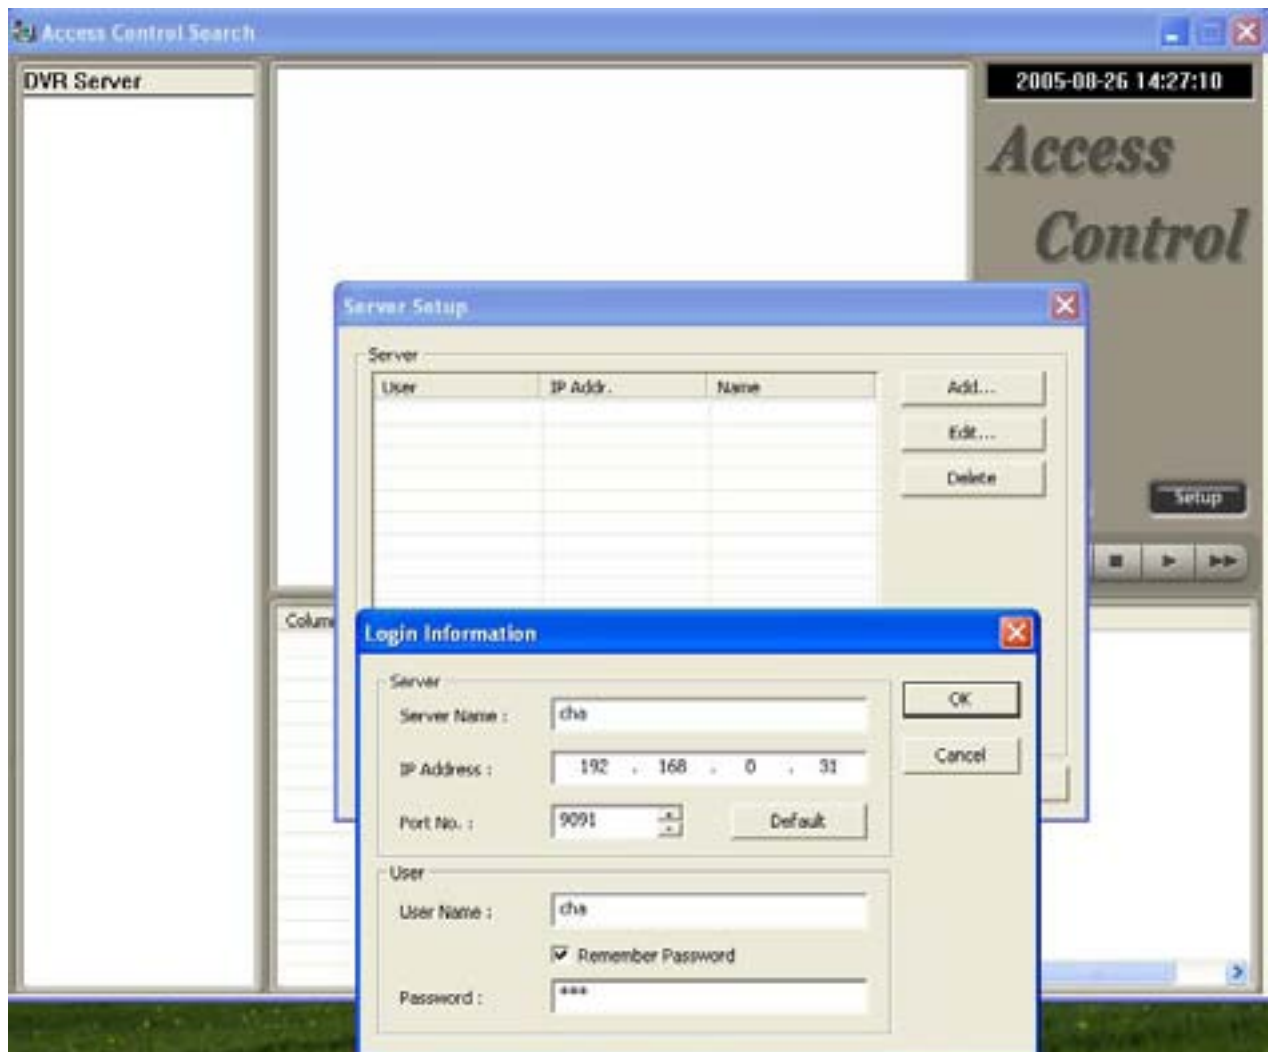 Access Control Search
DVR Server
2005-08-26 14:27:10
Access
Control
Server Setup
Server
User IP Addr. Name
Add...
Edit...
Delete
Setup
Login Information
Server
Server Name : cha
IP Address : 192 . 168 . 0 . 31
Port No. : 9091 Default
OK
Cancel
User
User Name : cha
Remember Password
Password : ***